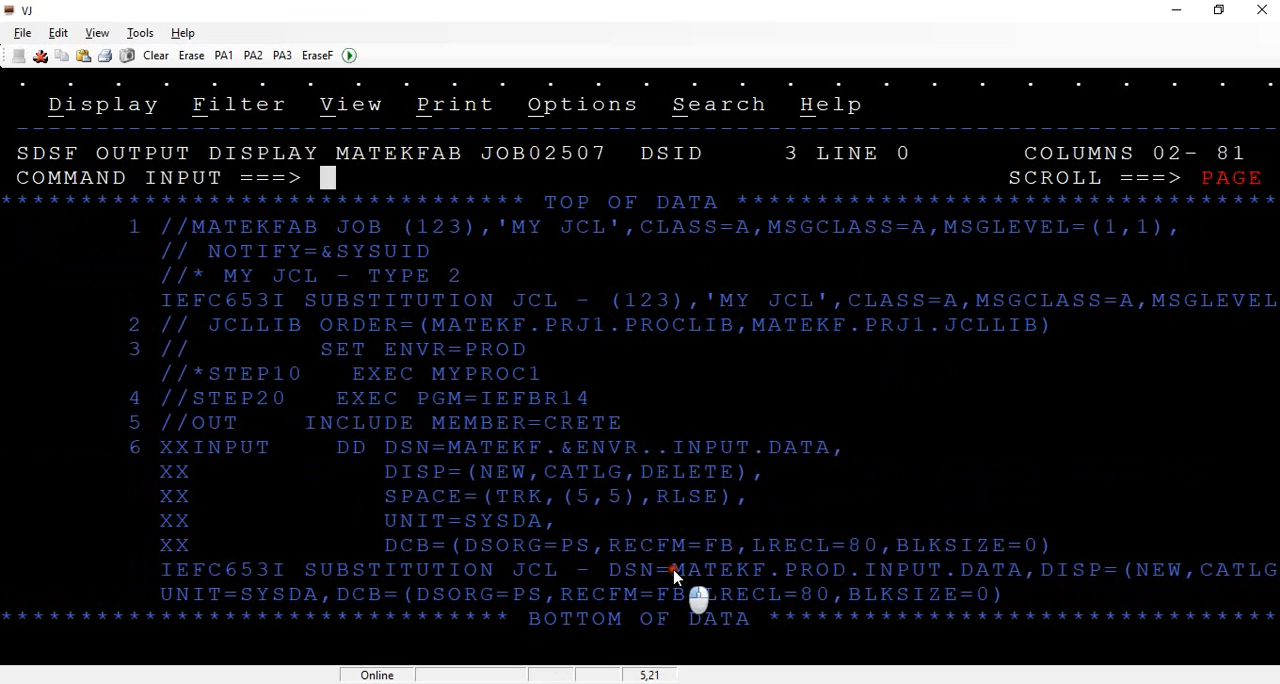 VJ
File Edit View Tools Help
Clear Erase PA1 PA2 PA3 EraseF
Display Filter View Print Options Search Help
--------------------------------------------------------------------------------
SDSF OUTPUT DISPLAY MATEKFAB JOB02507 DSID 3 LINE 0 COLUMNS 02- 81
COMMAND INPUT ===> SCROLL ===> PAGE
********************************* TOP OF DATA **********************************
1 //MATEKFAB JOB (123),'MY JCL',CLASS=A,MSGCLASS=A,MSGLEVEL=(1,1),
// NOTIFY=&SYSUID
//* MY JCL - TYPE 2
IEFC653I SUBSTITUTION JCL - (123),'MY JCL',CLASS=A,MSGCLASS=A,MSGLEVEL
2 // JCLLIB ORDER=(MATEKF.PRJ1.PROCLIB,MATEKF.PRJ1.JCLLIB)
3 // SET ENVR=PROD
//*STEP10 EXEC MYPROC1
4 //STEP20 EXEC PGM=IEFBR14
5 //OUT INCLUDE MEMBER=CRETE
6 XXINPUT DD DSN=MATEKF.&ENVR..INPUT.DATA,
XX DISP=(NEW,CATLG,DELETE),
XX SPACE=(TRK,(5,5),RLSE),
XX UNIT=SYSDA,
XX DCB=(DSORG=PS,RECFM=FB,LRECL=80,BLKSIZE=0)
IEFC653I SUBSTITUTION JCL - DSN=MATEKF.PROD.INPUT.DATA,DISP=(NEW,CATLG
UNIT=SYSDA,DCB=(DSORG=PS,RECFM=FB,LRECL=80,BLKSIZE=0)
******************************** BOTTOM OF DATA ********************************
Online 5,21